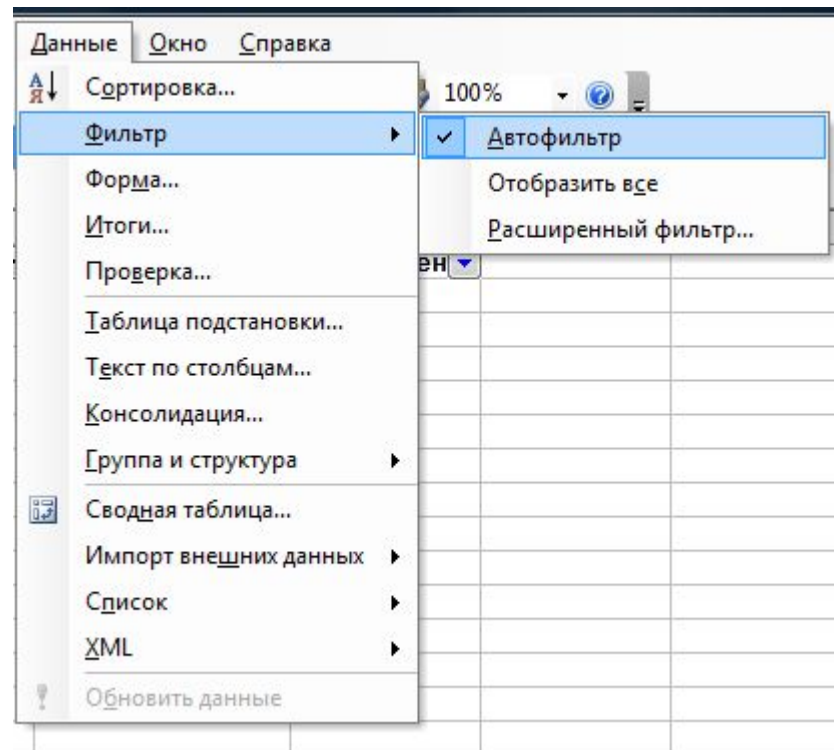 Данные Окно Справка
Сортировка... 100%
Фильтр
Автофильтр
Отобразить все
Расширенный фильтр...
Форма...
Итоги...
Проверка...
ен
Таблица подстановки...
Текст по столбцам...
Консолидация...
Группа и структура
Сводная таблица...
Импорт внешних данных
Список
XML
Обновить данные